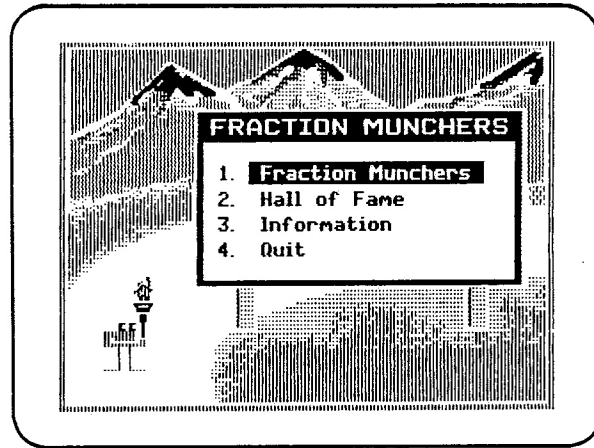 FRACTION MUNCHERS
1. Fraction Munchers
2. Hall of Fame
3. Information
4. Quit